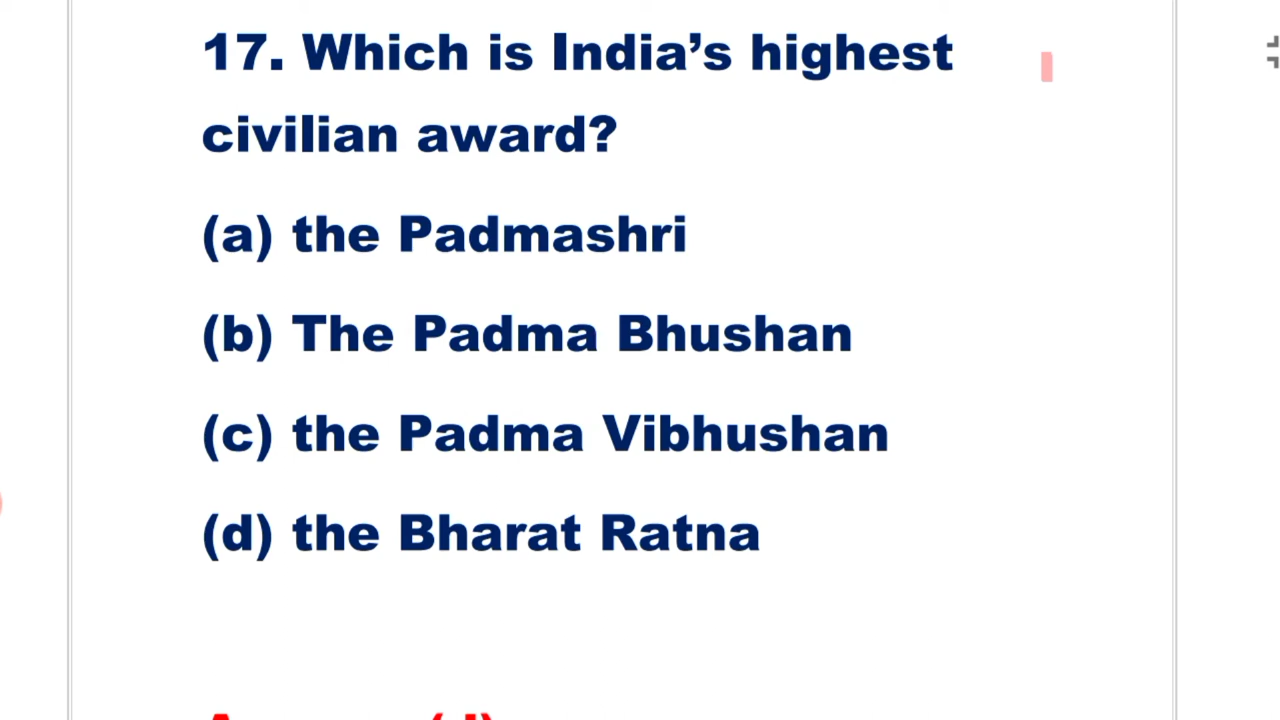 17. Which is India’s highest
civilian award?
(a) the Padmashri
(b) The Padma Bhushan
(c) the Padma Vibhushan
(d) the Bharat Ratna